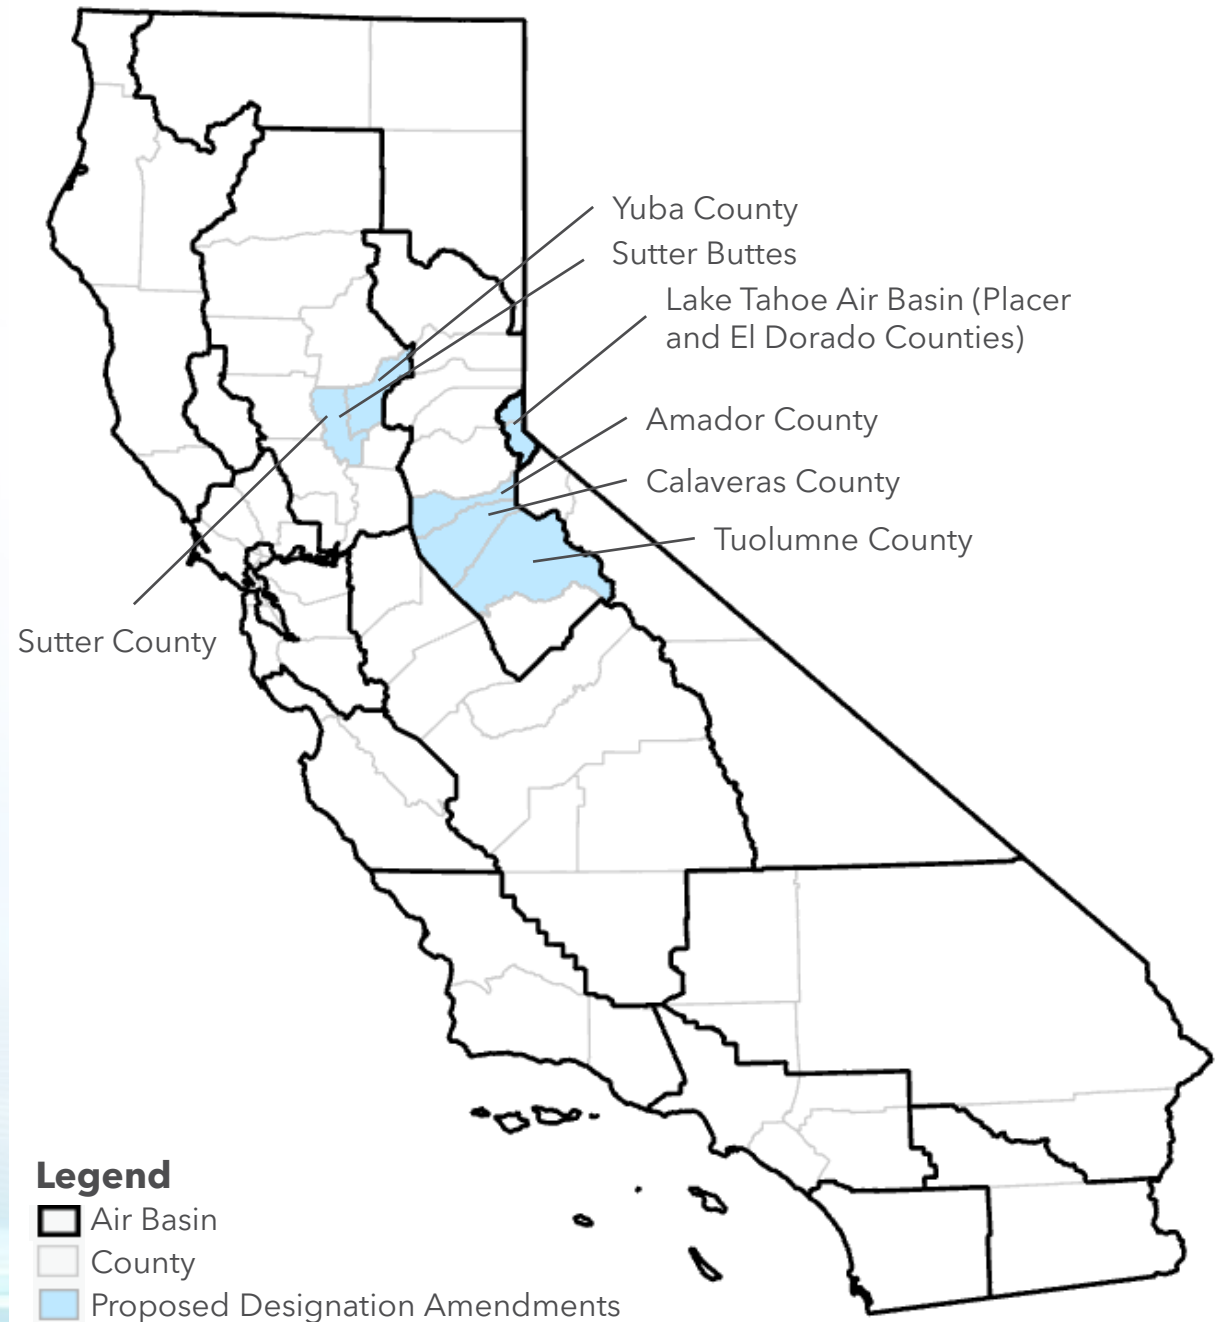 Yuba County
Sutter Buttes
Lake Tahoe Air Basin (Placer
and El Dorado Counties)
Amador County
Calaveras County
Tuolumne County
Sutter County
Legend
Air Basin
County
Proposed Designation Amendments